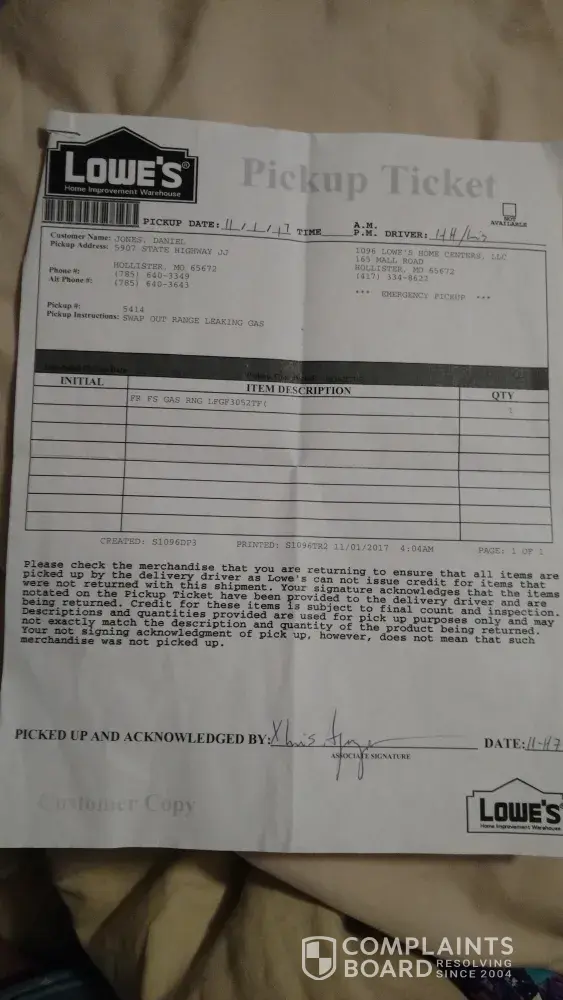 LOWE'S®
Home Improvement Warehouse
Pickup Ticket
NOT
AVAILABLE
PICKUP DATE: 11/1/17 TIME A.M.
P.M. DRIVER:
Customer Name: JONES, DANIEL
Pickup Address: 5907 STATE HIGHWAY JJ
HOLLISTER, MO 65672
Phone #: (785) 640-3349
Alt Phone #: (785) 640-3643
1096 LOWE'S HOME CENTERS, LLC
165 MALL ROAD
HOLLISTER, MO 65672
(417) 334-8622
*** EMERGENCY PICKUP ***
Pickup #: 5414
Pickup Instructions: SWAP OUT RANGE LEAKING GAS
INITIAL ITEM DESCRIPTION QTY
FR FS GAS RNG LFGF3052TF( 1
CREATED: S1096DP3 PRINTED: S1096TR2 11/01/2017 4:04AM PAGE: 1 OF 1
Please check the merchandise that you are returning to ensure that all items are
picked up by the delivery driver as Lowe's can not issue credit for items that
were not returned with this shipment. Your signature acknowledges that the items
notated on the Pickup Ticket have been provided to the delivery driver and are
being returned. Credit for these items is subject to final count and inspection.
Descriptions and quantities provided are used for pick up purposes only and may
not exactly match the description and quantity of the product being returned.
Your not signing acknowledgment of pick up, however, does not mean that such
merchandise was not picked up.
PICKED UP AND ACKNOWLEDGED BY: DATE:
ASSOCIATE SIGNATURE
Customer Copy
LOWE'S
Home Improvement Warehouse
COMPLAINTS
BOARD RESOLVING
SINCE 2004